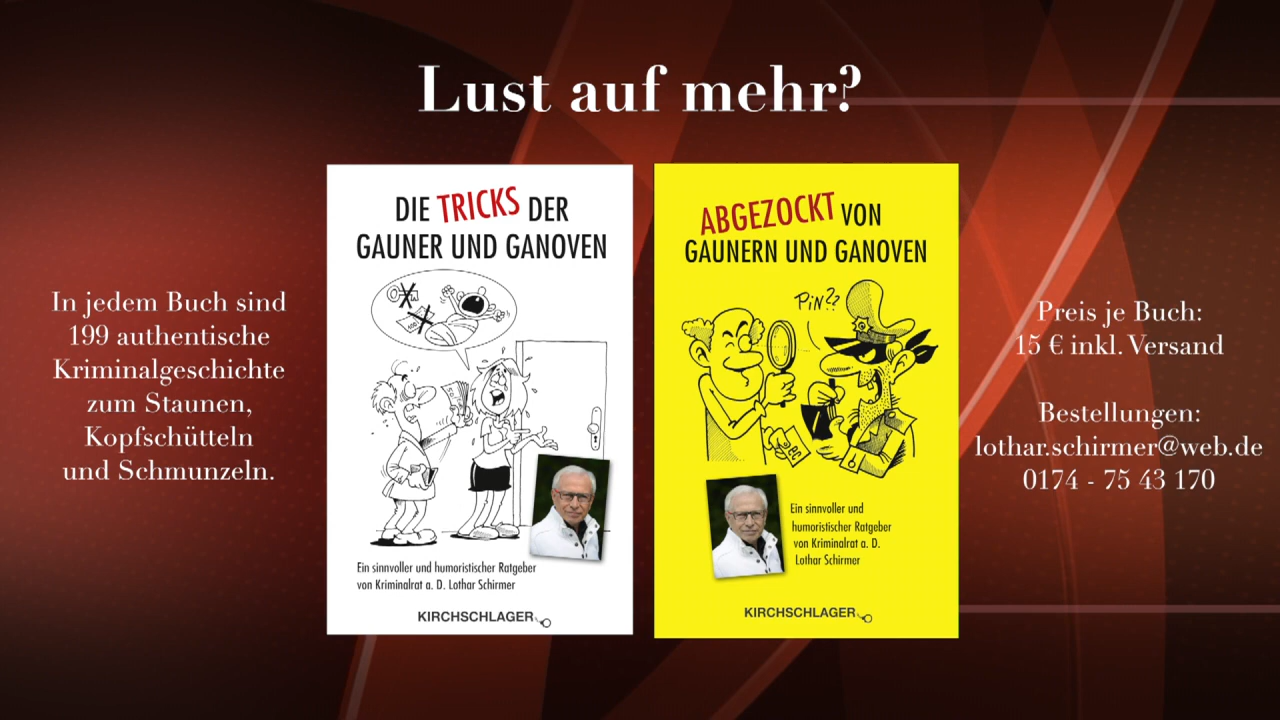 Lust auf mehr?
In jedem Buch sind
199 authentische
Kriminalgeschichte
zum Staunen,
Kopfschütteln
und Schmunzeln.
DIE TRICKS DER
GAUNER UND GANOVEN
Ein sinnvoller und humoristischer Ratgeber
von Kriminalrat a. D. Lothar Schirmer
KIRCHSCHLAGER
ABGEZOCKT VON
GAUNERN UND GANOVEN
PiN??
Ein sinnvoller und
humoristischer Ratgeber
von Kriminalrat a. D.
Lothar Schirmer
KIRCHSCHLAGER
Preis je Buch:
15 € inkl. Versand
Bestellungen:
lothar.schirmer@web.de
0174 - 75 43 170